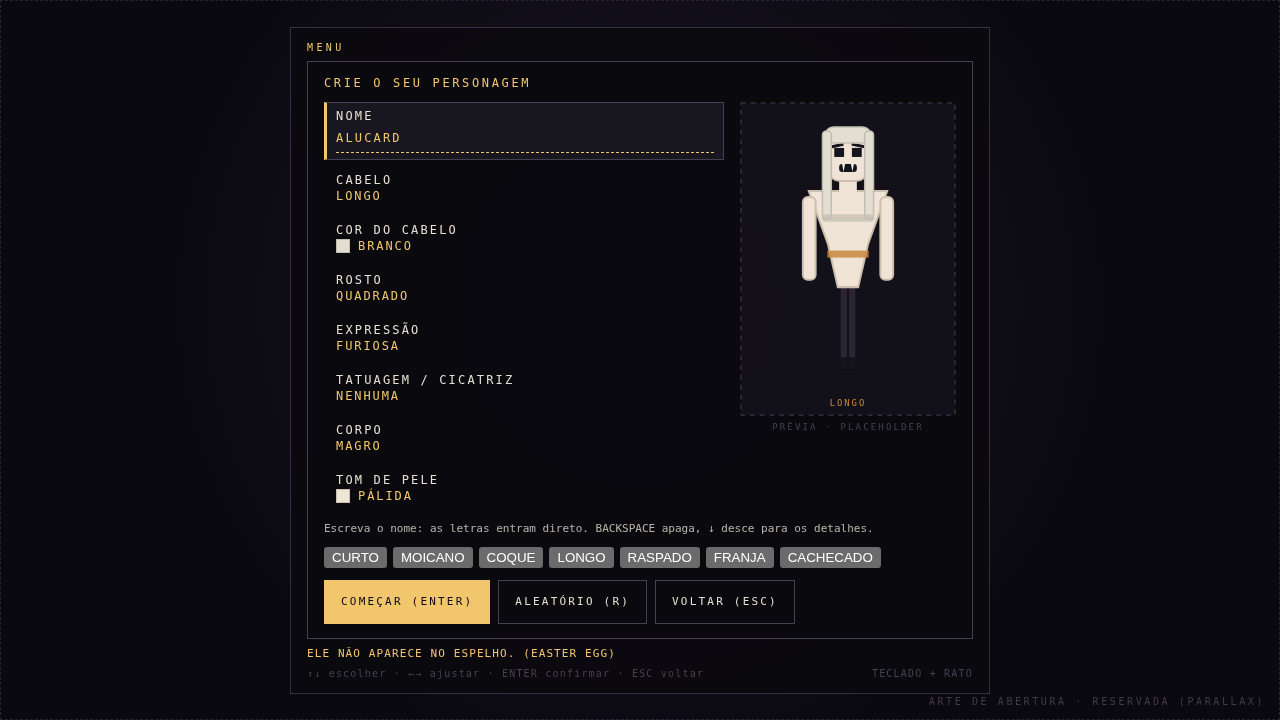 MENU
CRIE O SEU PERSONAGEM
NOME
ALUCARD
CABELO
LONGO
COR DO CABELO
BRANCO
ROSTO
QUADRADO
EXPRESSÃO
FURIOSA
TATUAGEM / CICATRIZ
NENHUMA
CORPO
MAGRO
TOM DE PELE
PÁLIDA
LONGO
PRÉVIA · PLACEHOLDER
Escreva o nome: as letras entram direto. BACKSPACE apaga, ↓ desce para os detalhes.
CURTO MOICANO COQUE LONGO RASPADO FRANJA CACHECADO
COMEÇAR (ENTER) ALEATÓRIO (R) VOLTAR (ESC)
ELE NÃO APARECE NO ESPELHO. (EASTER EGG)
↑↓ escolher · ←→ ajustar · ENTER confirmar · ESC voltar TECLADO + RATO
ARTE DE ABERTURA · RESERVADA (PARALLAX)